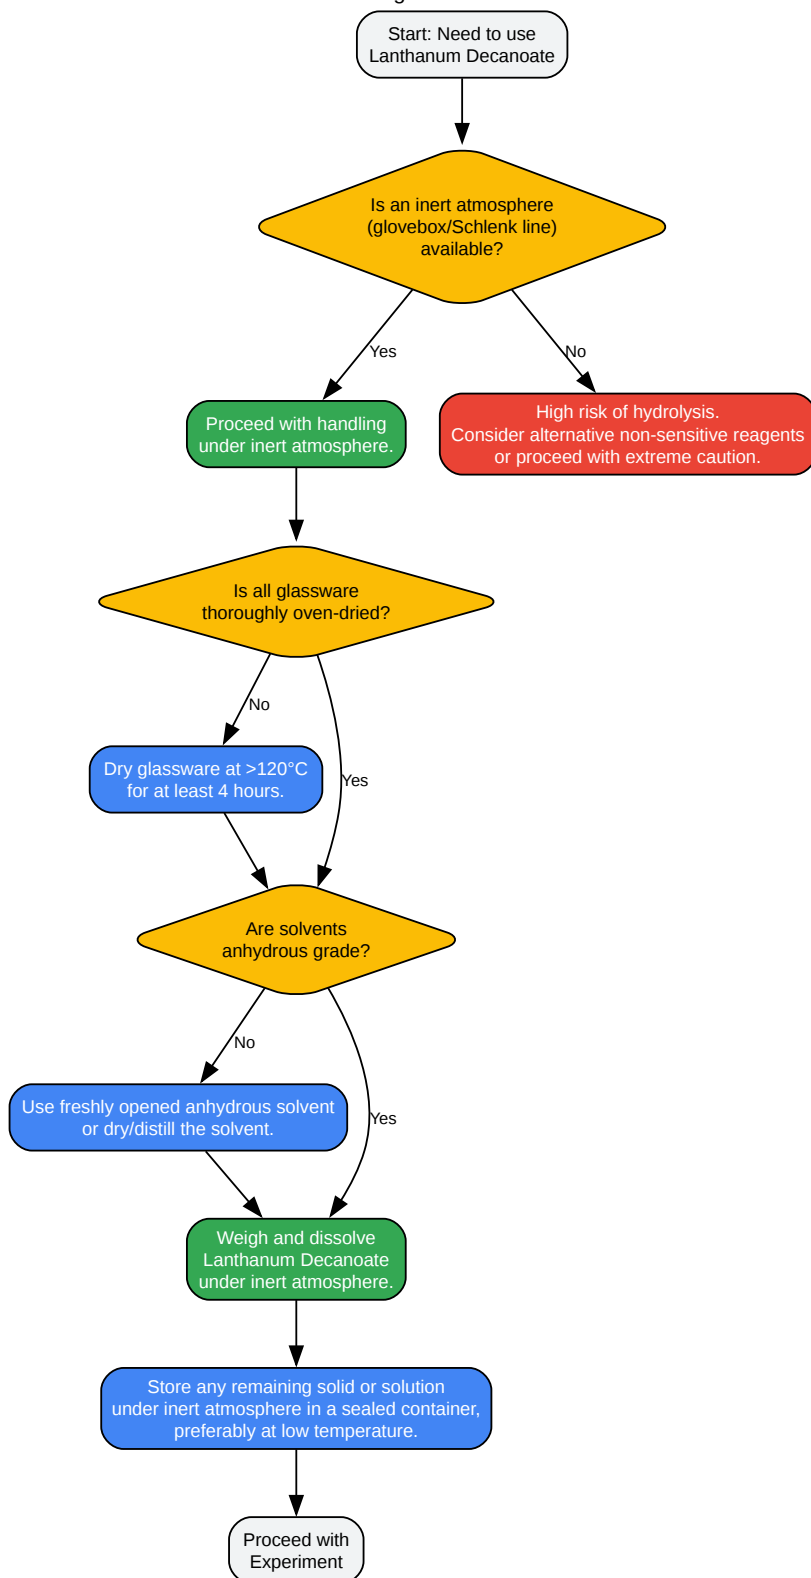 Start: Need to use
Lanthanum Decanoate
Is an inert atmosphere
(glovebox/Schlenk line)
available?
Yes
No
Proceed with handling
under inert atmosphere.
High risk of hydrolysis.
Consider alternative non-sensitive reagents
or proceed with extreme caution.
Is all glassware
thoroughly oven-dried?
No
Dry glassware at >120°C
for at least 4 hours.
Yes
Are solvents
anhydrous grade?
No
Use freshly opened anhydrous solvent
or dry/distill the solvent.
Yes
Weigh and dissolve
Lanthanum Decanoate
under inert atmosphere.
Store any remaining solid or solution
under inert atmosphere in a sealed container,
preferably at low temperature.
Proceed with
Experiment